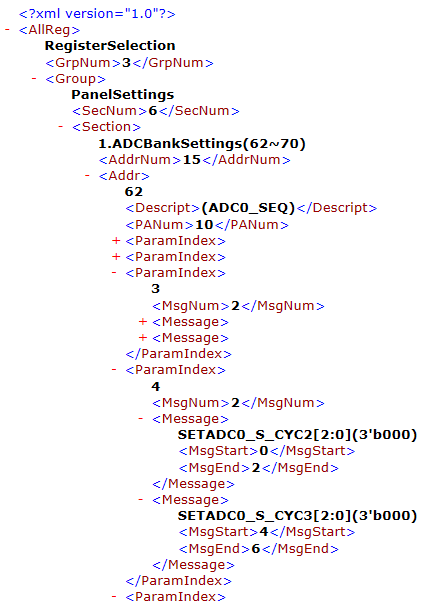 <?xml version="1.0"?>
- <AllReg>
RegisterSelection
<GrpNum>3</GrpNum>
- <Group>
PanelSettings
<SecNum>6</SecNum>
- <Section>
1.ADCBankSettings(62~70)
<AddrNum>15</AddrNum>
- <Addr>
62
<Descript>(ADC0_SEQ)</Descript>
<PANum>10</PANum>
+ <ParamIndex>
+ <ParamIndex>
- <ParamIndex>
3
<MsgNum>2</MsgNum>
+ <Message>
+ <Message>
</ParamIndex>
- <ParamIndex>
4
<MsgNum>2</MsgNum>
- <Message>
SETADC0_S_CYC2[2:0](3'b000)
<MsgStart>0</MsgStart>
<MsgEnd>2</MsgEnd>
</Message>
- <Message>
SETADC0_S_CYC3[2:0](3'b000)
<MsgStart>4</MsgStart>
<MsgEnd>6</MsgEnd>
</Message>
</ParamIndex>
- <ParamIndex>